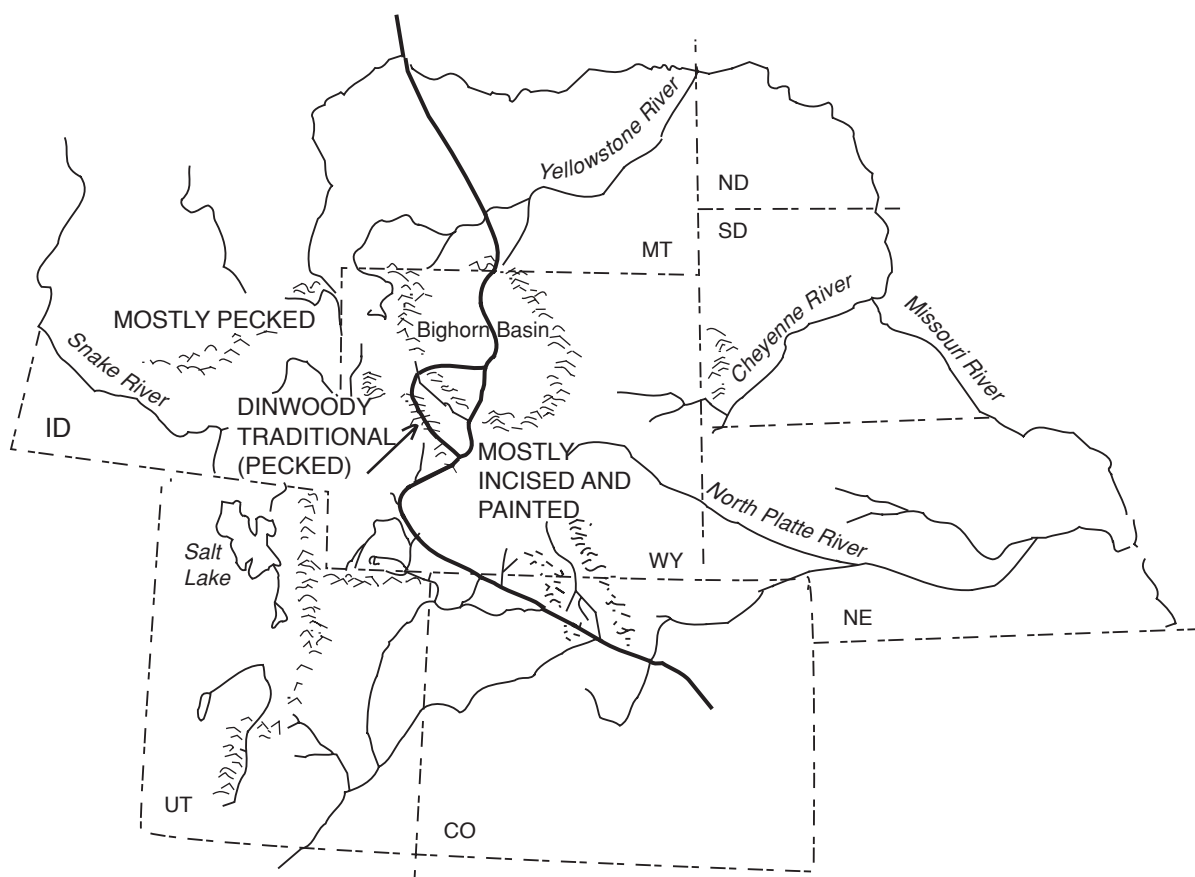 Yellowstone River
ND
SD
MT
MOSTLY PECKED
Bighorn Basin
Cheyenne River
Missouri River
Snake River
DINWOODY
TRADITIONAL
(PECKED)
ID
MOSTLY
INCISED AND
PAINTED
North Platte River
Salt
Lake
WY
NE
UT
CO